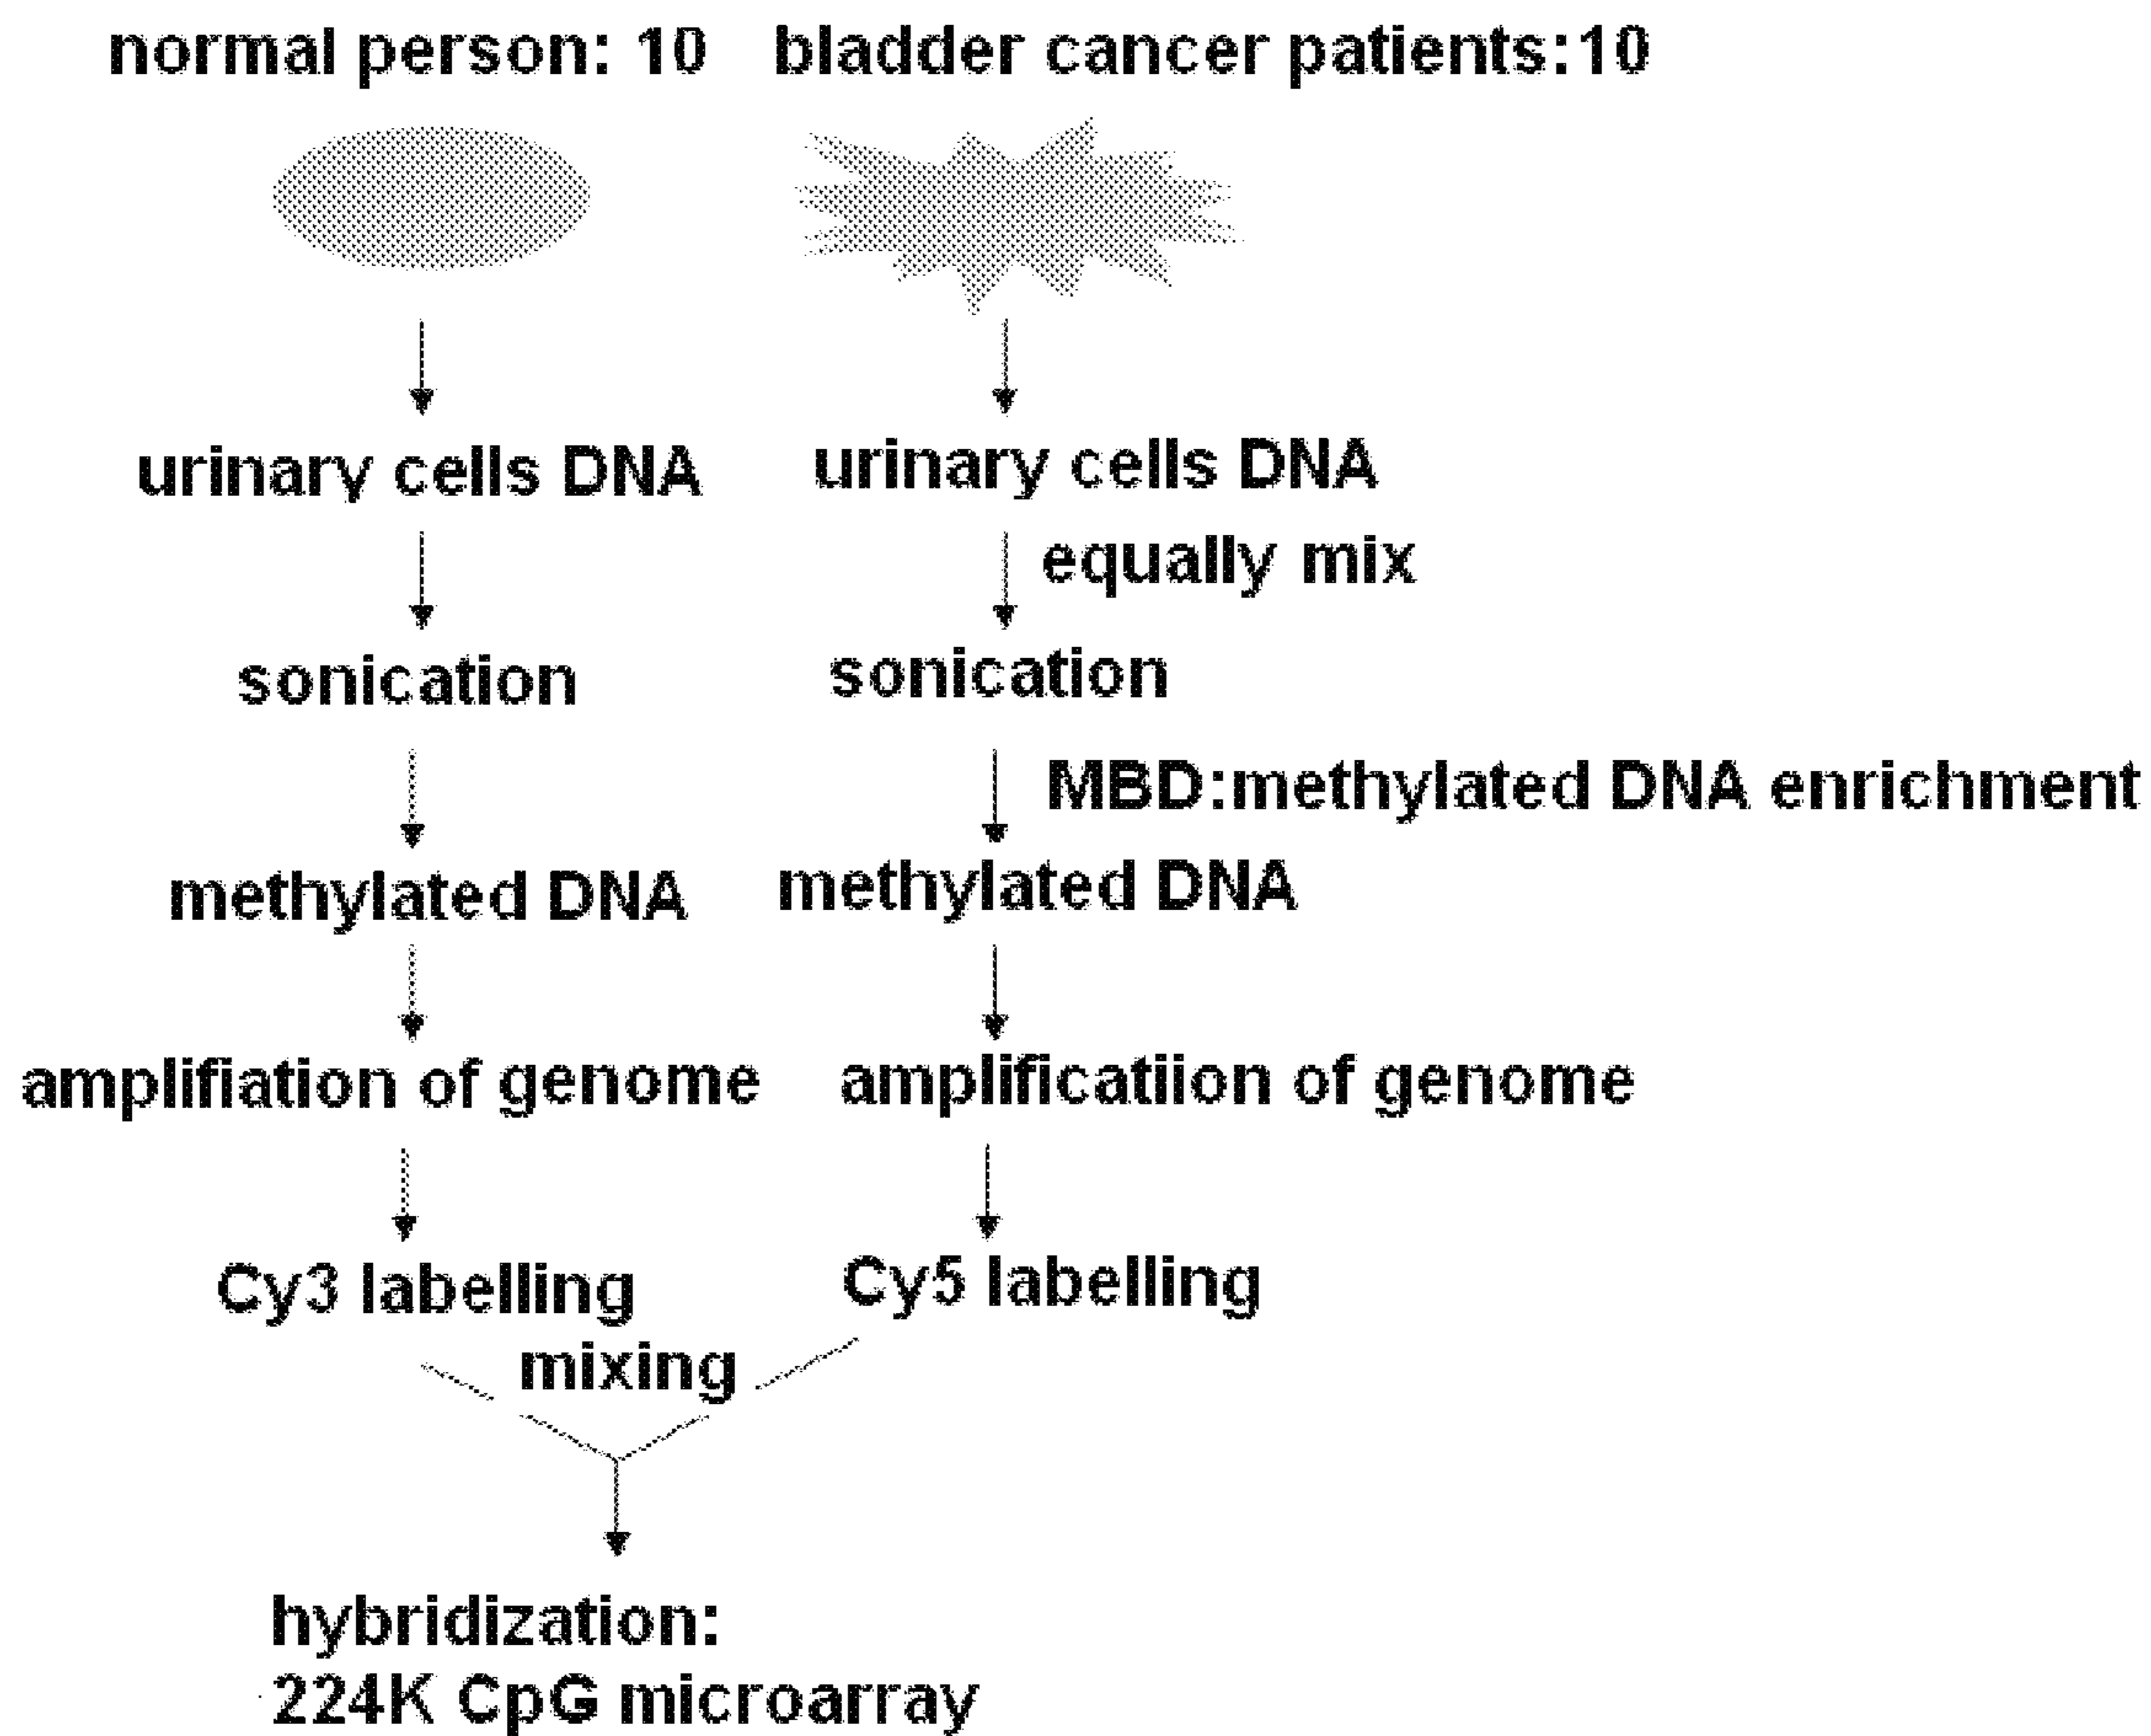 normal person: 10 bladder cancer patients:10
urinary cells DNA urinary cells DNA
equally mix
sonication sonication
MBD:methylated DNA enrichment
methylated DNA methylated DNA
amplifiation of genome amplificatiion of genome
Cy3 labelling Cy5 labelling
mixing
hybridization:
224K CpG microarray